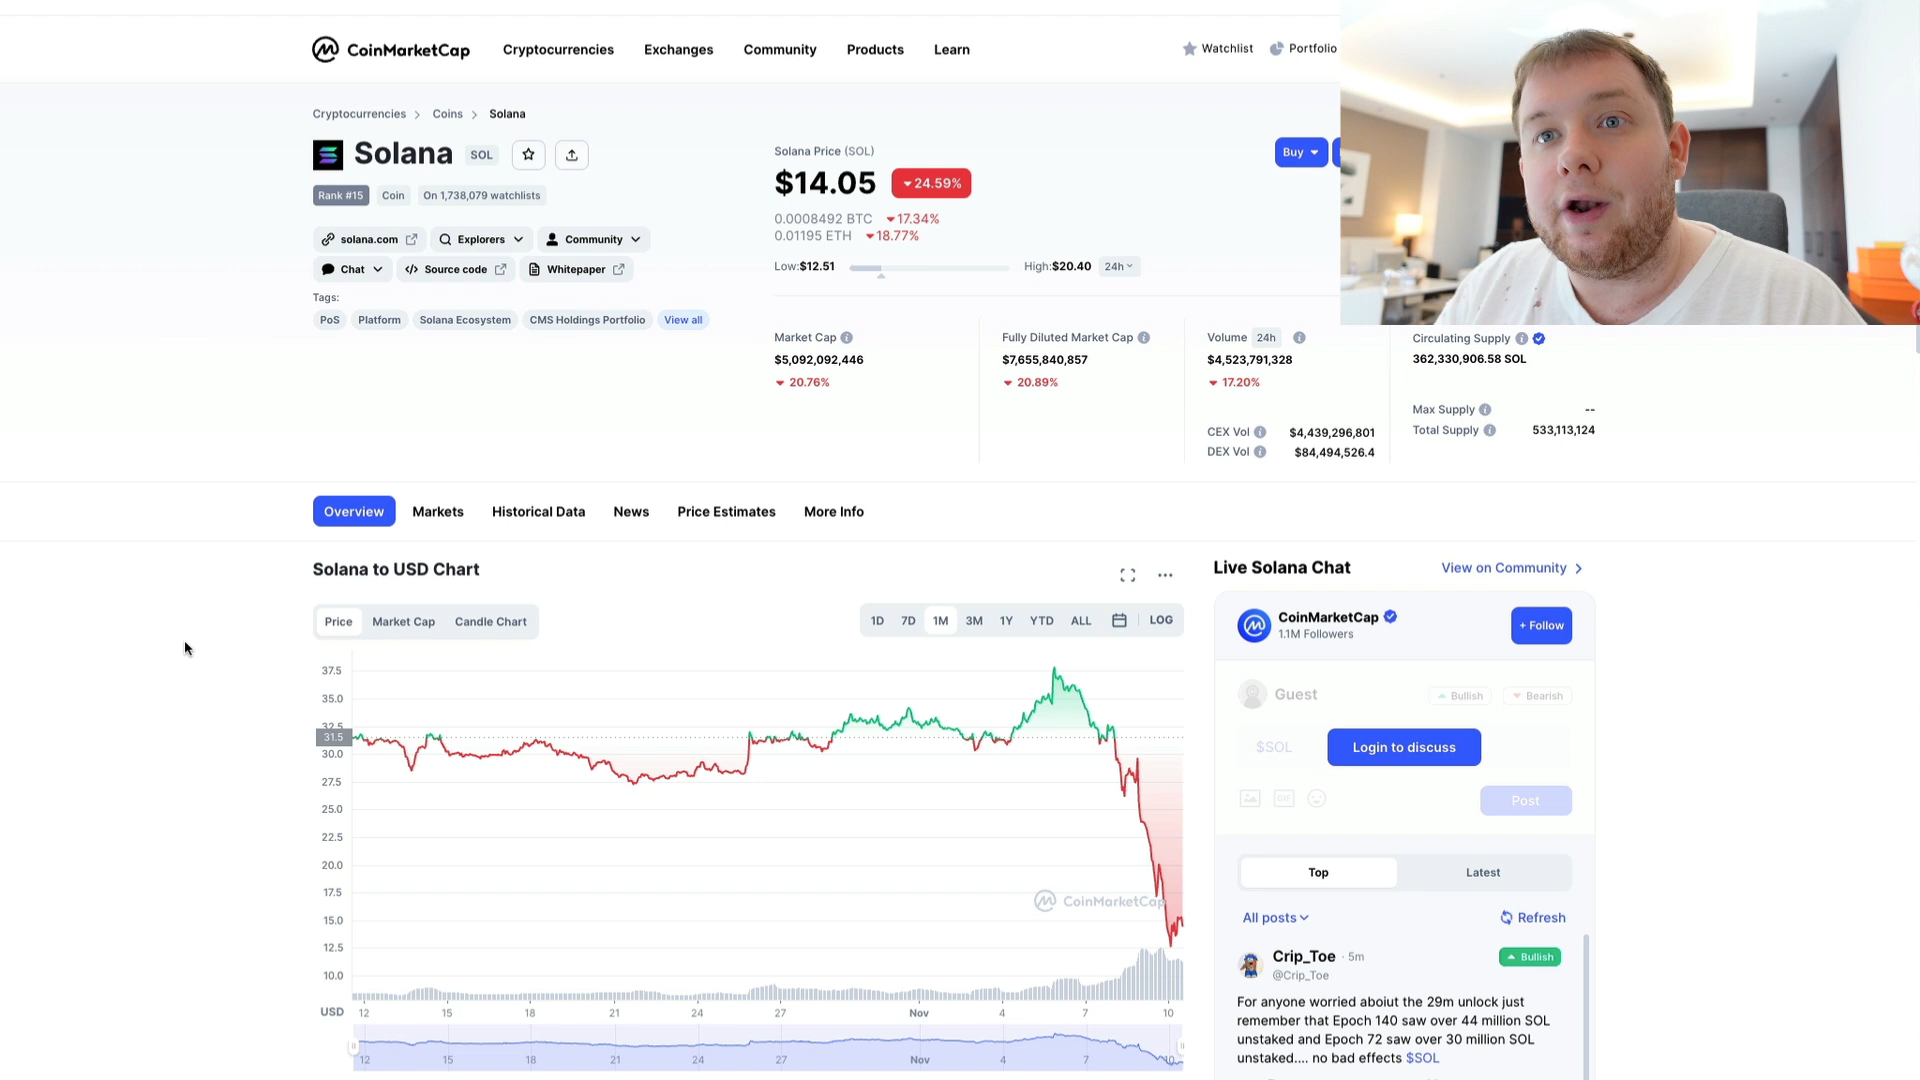 CoinMarketCap Cryptocurrencies Exchanges Community Products Learn Watchlist Portfolio
Cryptocurrencies Coins Solana
Solana SOL
Rank #15 Coin On 1,738,079 watchlists
solana.com Explorers Community
Chat Source code Whitepaper
Tags:
PoS Platform Solana Ecosystem CMS Holdings Portfolio View all
Solana Price (SOL)
$14.05 24.59%
0.0008492 BTC 17.34%
0.01195 ETH 18.77%
Low:$12.51 High:$20.40 24h
Buy
Market Cap
$5,092,092,446
20.76%
Fully Diluted Market Cap
$7,655,840,857
20.89%
Volume 24h
$4,523,791,328
17.20%
CEX Vol $4,439,296,801
DEX Vol $84,494,526.4
Circulating Supply
362,330,906.58 SOL
Max Supply --
Total Supply 533,113,124
Overview Markets Historical Data News Price Estimates More Info
Solana to USD Chart
Price Market Cap Candle Chart 1D 7D 1M 3M 1Y YTD ALL LOG
37.5
35.0
32.5
31.5
30.0
27.5
25.0
22.5
20.0
17.5
15.0
12.5
10.0
CoinMarketCap
USD 12 15 18 21 24 27 Nov 4 7 10
12 15 18 21 24 27 Nov 4 7 10
Live Solana Chat View on Community
CoinMarketCap
1.1M Followers
+ Follow
Guest Bullish Bearish
$SOL Login to discuss
GIF Post
Top Latest
All posts Refresh
Crip_Toe · 5m Bullish
@Crip_Toe
For anyone worried aboiut the 29m unlock just
remember that Epoch 140 saw over 44 million SOL
unstaked and Epoch 72 saw over 30 million SOL
unstaked.... no bad effects $SOL